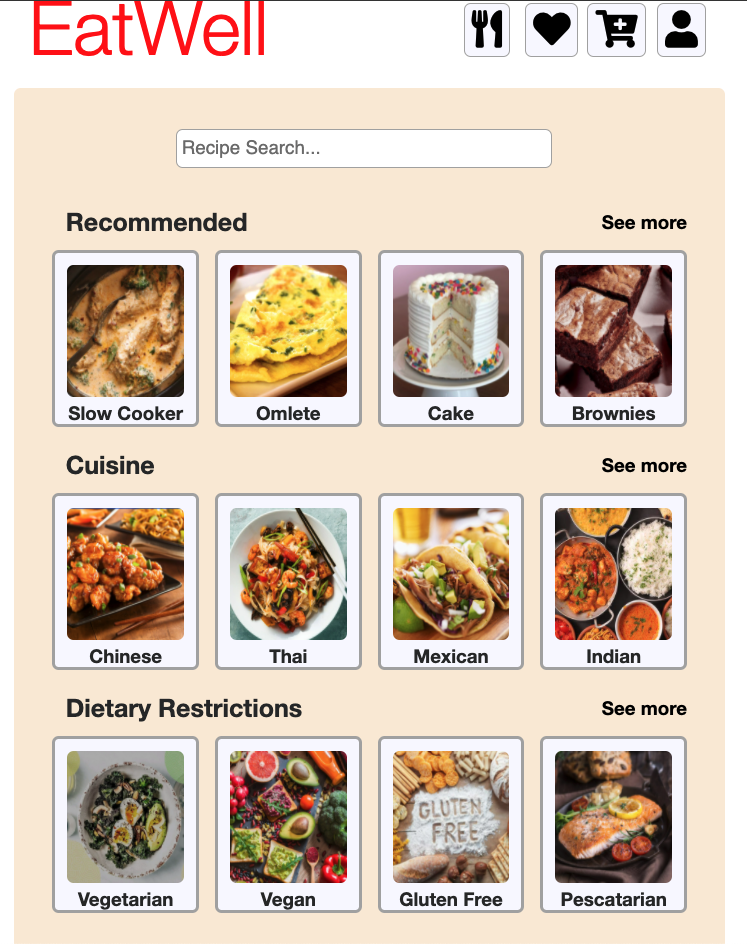 EatWell
Recipe Search...
Recommended See more
Slow Cooker Omlete Cake Brownies
Cuisine See more
Chinese Thai Mexican Indian
Dietary Restrictions See more
GLUTEN
FREE
Vegetarian Vegan Gluten Free Pescatarian